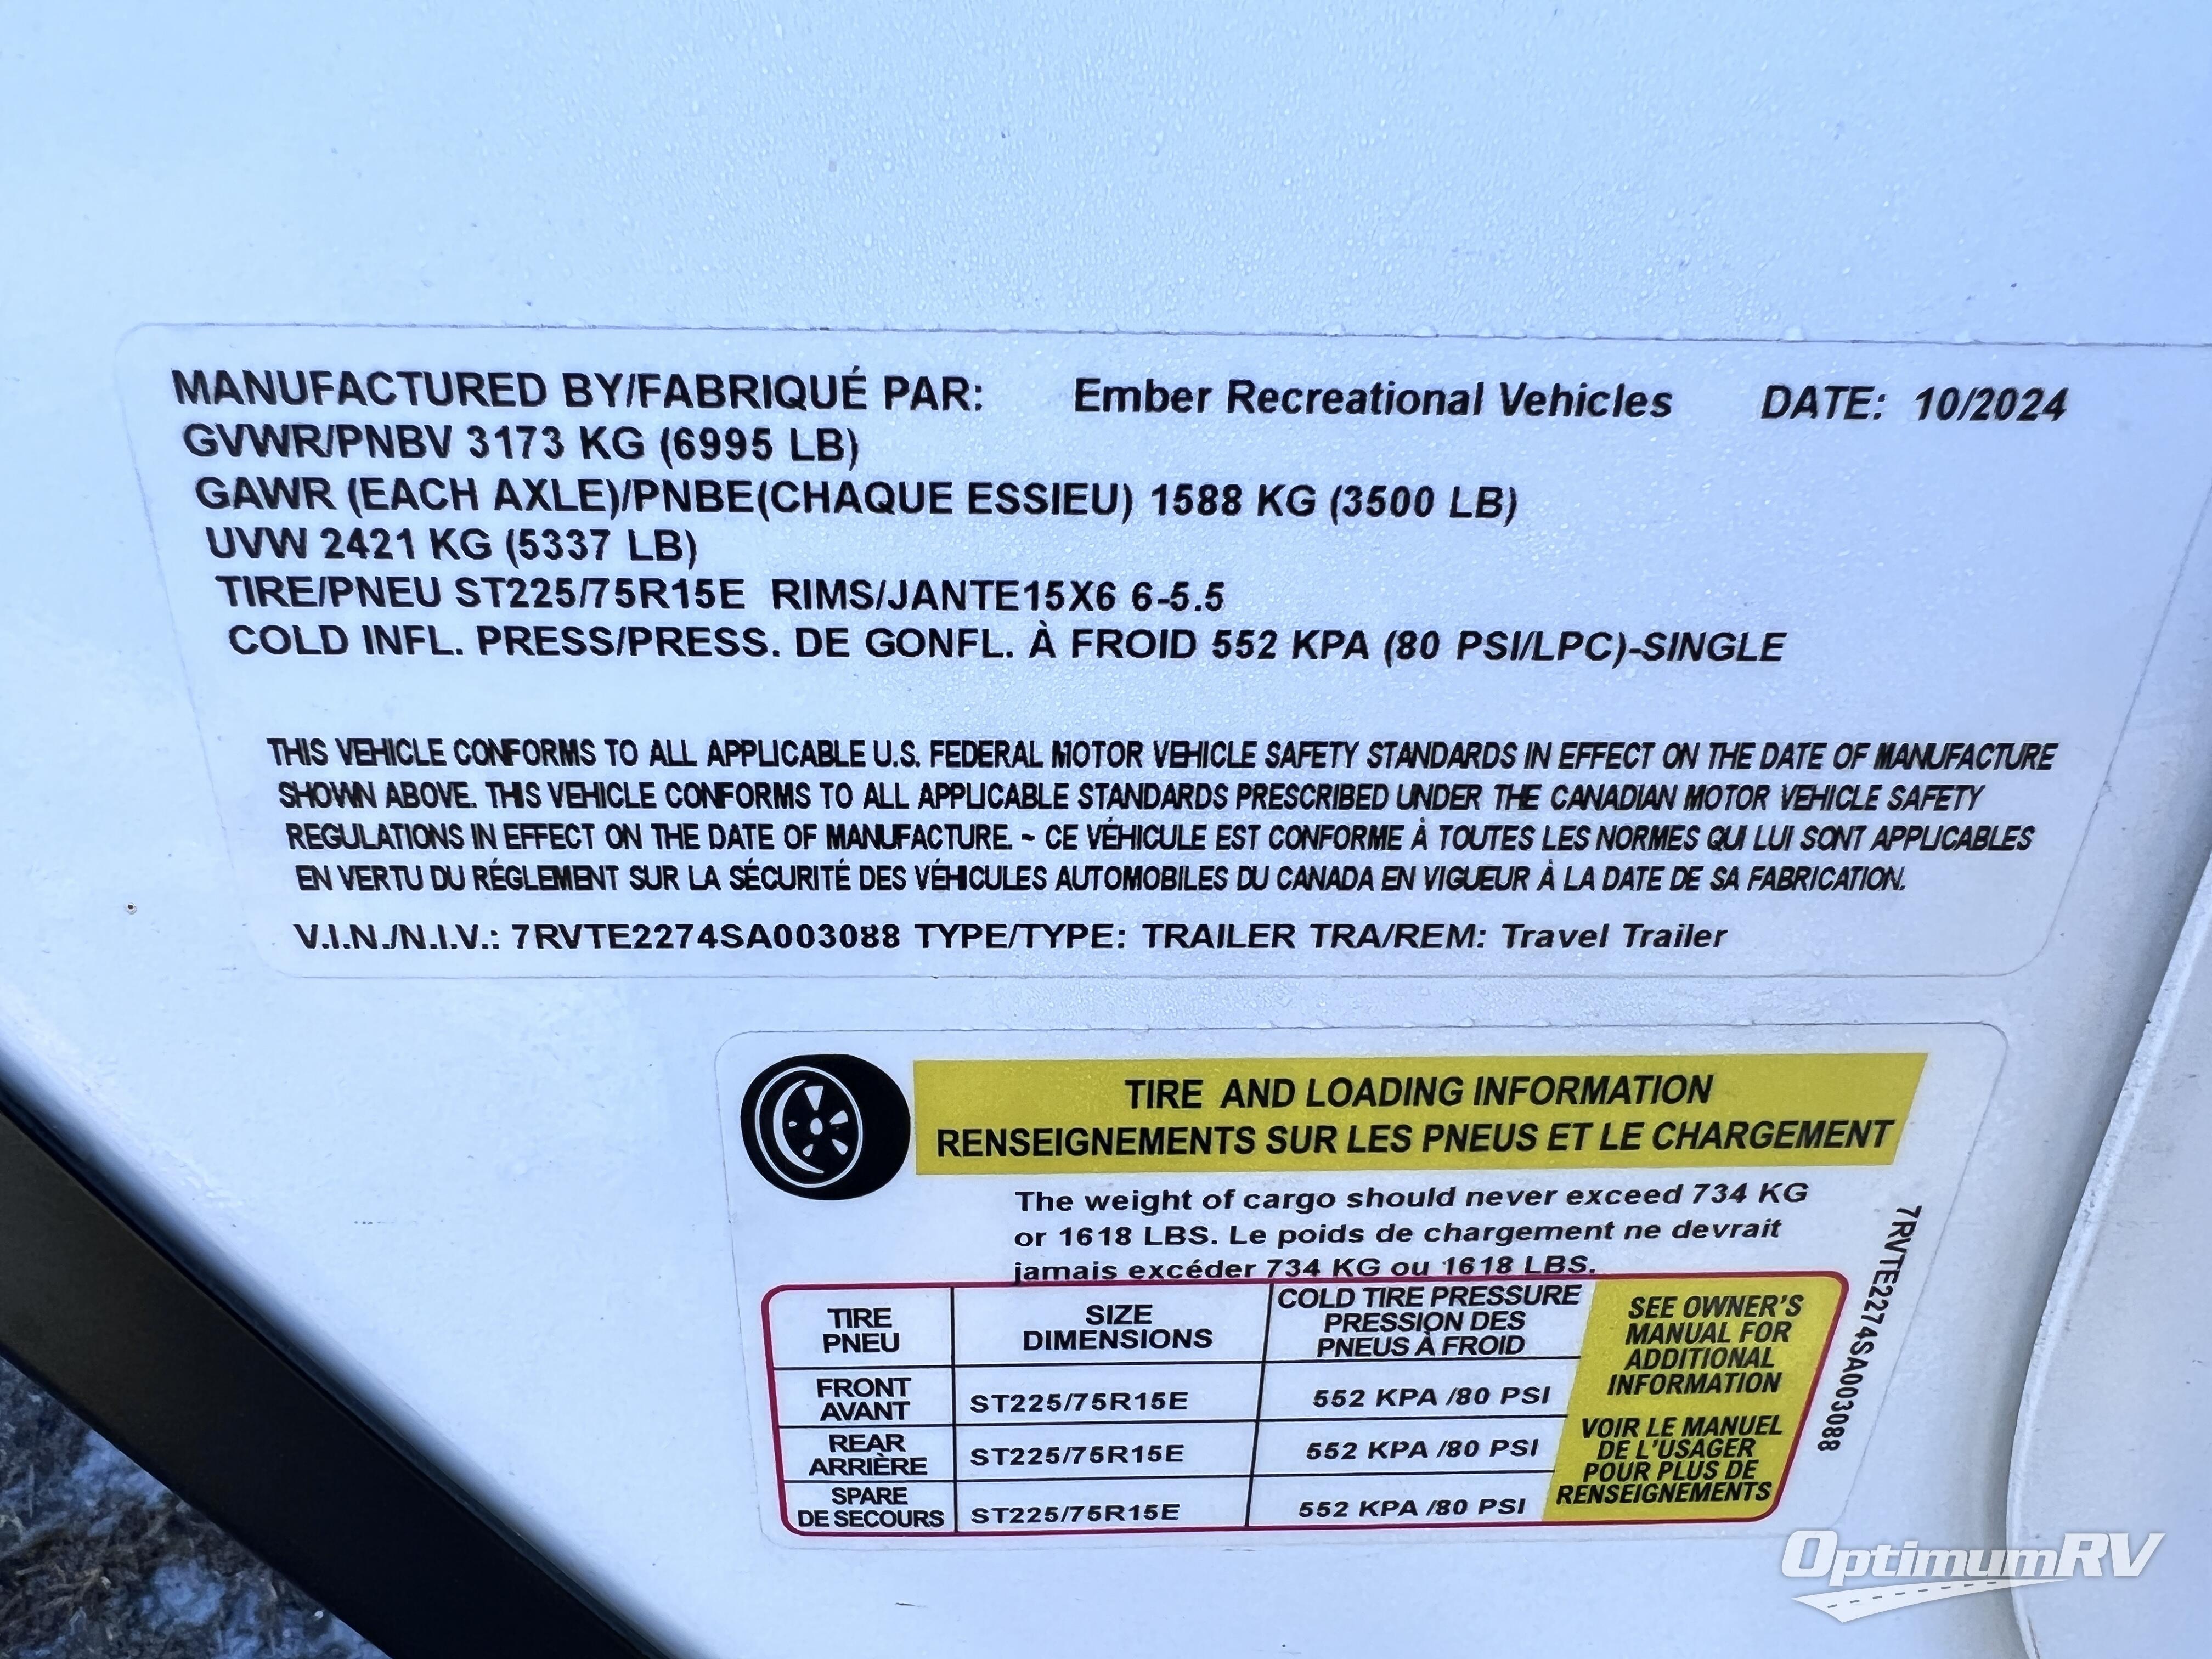 MANUFACTURED BY/FABRIQUÉ PAR: Ember Recreational Vehicles DATE: 10/2024
GVWR/PNBV 3173 KG (6995 LB)
GAWR (EACH AXLE)/PNBE(CHAQUE ESSIEU) 1588 KG (3500 LB)
UVW 2421 KG (5337 LB)
TIRE/PNEU ST225/75R15E RIMS/JANTE15X6 6-5.5
COLD INFL. PRESS/PRESS. DE GONFL. À FROID 552 KPA (80 PSI/LPC)-SINGLE
THIS VEHICLE CONFORMS TO ALL APPLICABLE U.S. FEDERAL MOTOR VEHICLE SAFETY STANDARDS IN EFFECT ON THE DATE OF MANUFACTURE
SHOWN ABOVE. THIS VEHICLE CONFORMS TO ALL APPLICABLE STANDARDS PRESCRIBED UNDER THE CANADIAN MOTOR VEHICLE SAFETY
REGULATIONS IN EFFECT ON THE DATE OF MANUFACTURE. ~ CE VÉHICULE EST CONFORME À TOUTES LES NORMES QUI LUI SONT APPLICABLES
EN VERTU DU RÉGLEMENT SUR LA SÉCURITÉ DES VÉHICULES AUTOMOBILES DU CANADA EN VIGUEUR À LA DATE DE SA FABRICATION.
V.I.N./N.I.V.: 7RVTE2274SA003088 TYPE/TYPE: TRAILER TRA/REM: Travel Trailer
TIRE AND LOADING INFORMATION
RENSEIGNEMENTS SUR LES PNEUS ET LE CHARGEMENT
The weight of cargo should never exceed 734 KG
or 1618 LBS. Le poids de chargement ne devrait
jamais excéder 734 KG ou 1618 LBS.
TIRE
PNEU
SIZE
DIMENSIONS
COLD TIRE PRESSURE
PRESSION DES
PNEUS À FROID
FRONT
AVANT
ST225/75R15E
552 KPA /80 PSI
REAR
ARRIÈRE
ST225/75R15E
552 KPA /80 PSI
SPARE
DE SECOURS
ST225/75R15E
552 KPA /80 PSI
SEE OWNER'S
MANUAL FOR
ADDITIONAL
INFORMATION
VOIR LE MANUEL
DE L'USAGER
POUR PLUS DE
RENSEIGNEMENTS
7RVTE2274SA003088
OptimumRV